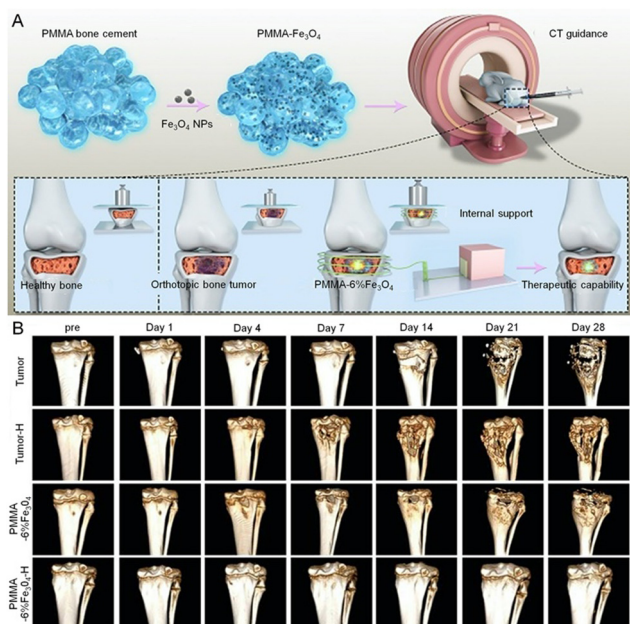 A
PMMA bone cement
PMMA-Fe₃O₄
CT guidance
Fe₃O₄ NPs
Internal support
Healthy bone
Orthotopic bone tumor
PMMA-6%Fe₃O₄
Therapeutic capability
B
pre Day 1 Day 4 Day 7 Day 14 Day 21 Day 28
Tumor
Tumor-H
PMMA
-6%Fe₃0₄
PMMA
-6%Fe₃0₄-H